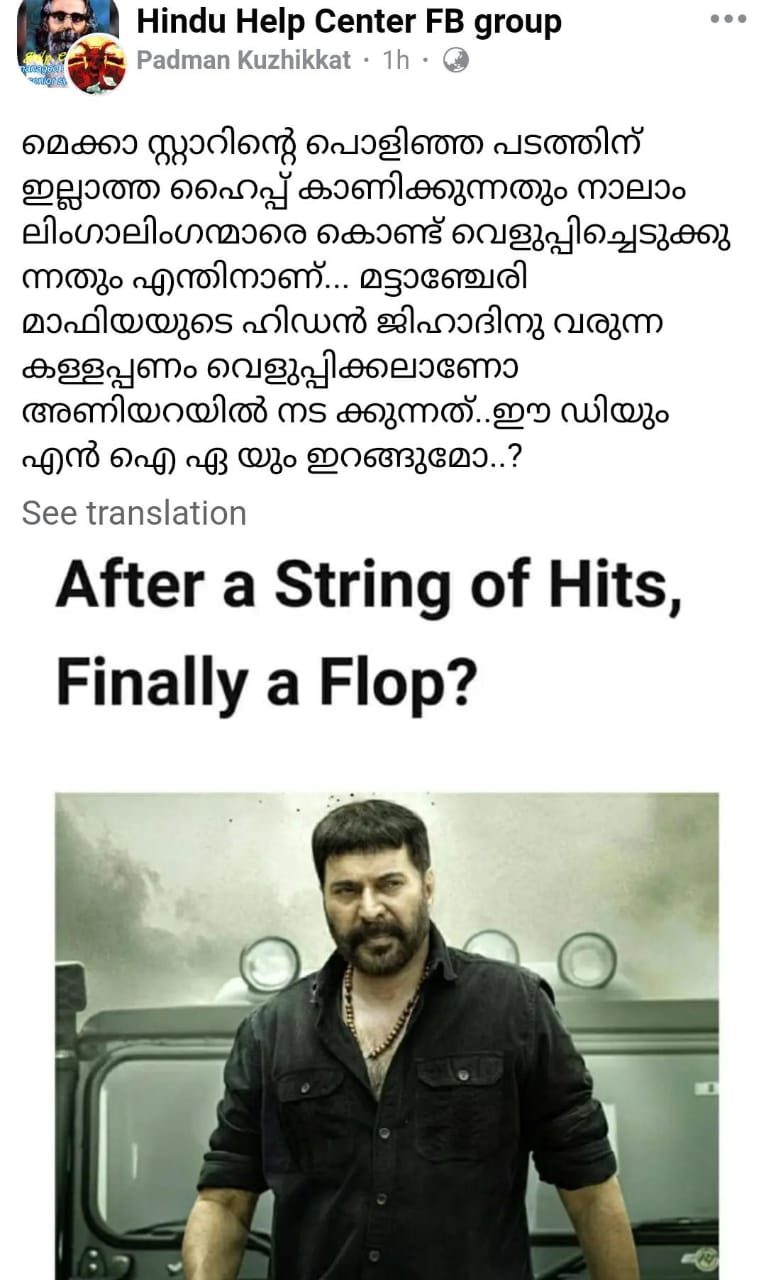 Hindu Help Center FB group
Padman Kuzhikkat · 1h ·
മെക്കാ സ്റ്റാറിന്റെ പൊളിഞ്ഞ പടത്തിന്
ഇല്ലാത്ത ഹൈപ്പ് കാണിക്കുന്നതും നാലാം
ലിംഗാലിംഗന്മാരെ കൊണ്ട് വെളുപ്പിച്ചെടുക്കു
ന്നതും എന്തിനാണ്... മട്ടാഞ്ചേരി
മാഫിയയുടെ ഹിഡൻ ജിഹാദിനു വരുന്ന
കള്ളപ്പണം വെളുപ്പിക്കലാണോ
അണിയറയിൽ നട ക്കുന്നത്..ഈ ഡിയും
എൻ ഐ ഏ യും ഇറങ്ങുമോ..?
See translation
After a String of Hits,
Finally a Flop?